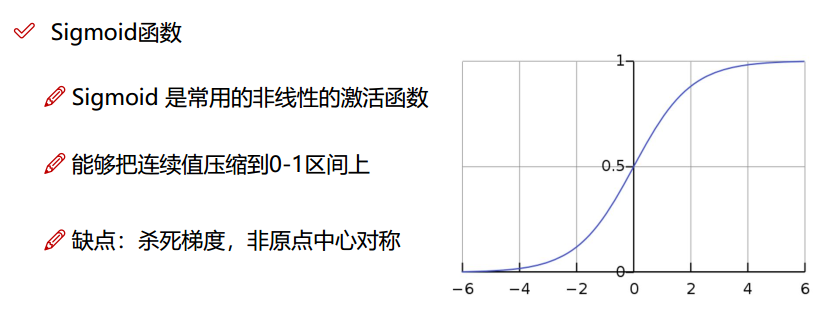 Sigmoid函数
Sigmoid 是常用的非线性的激活函数
能够把连续值压缩到0-1区间上
缺点：杀死梯度，非原点中心对称
1
0.5
0
−6 −4 −2 0 2 4 6